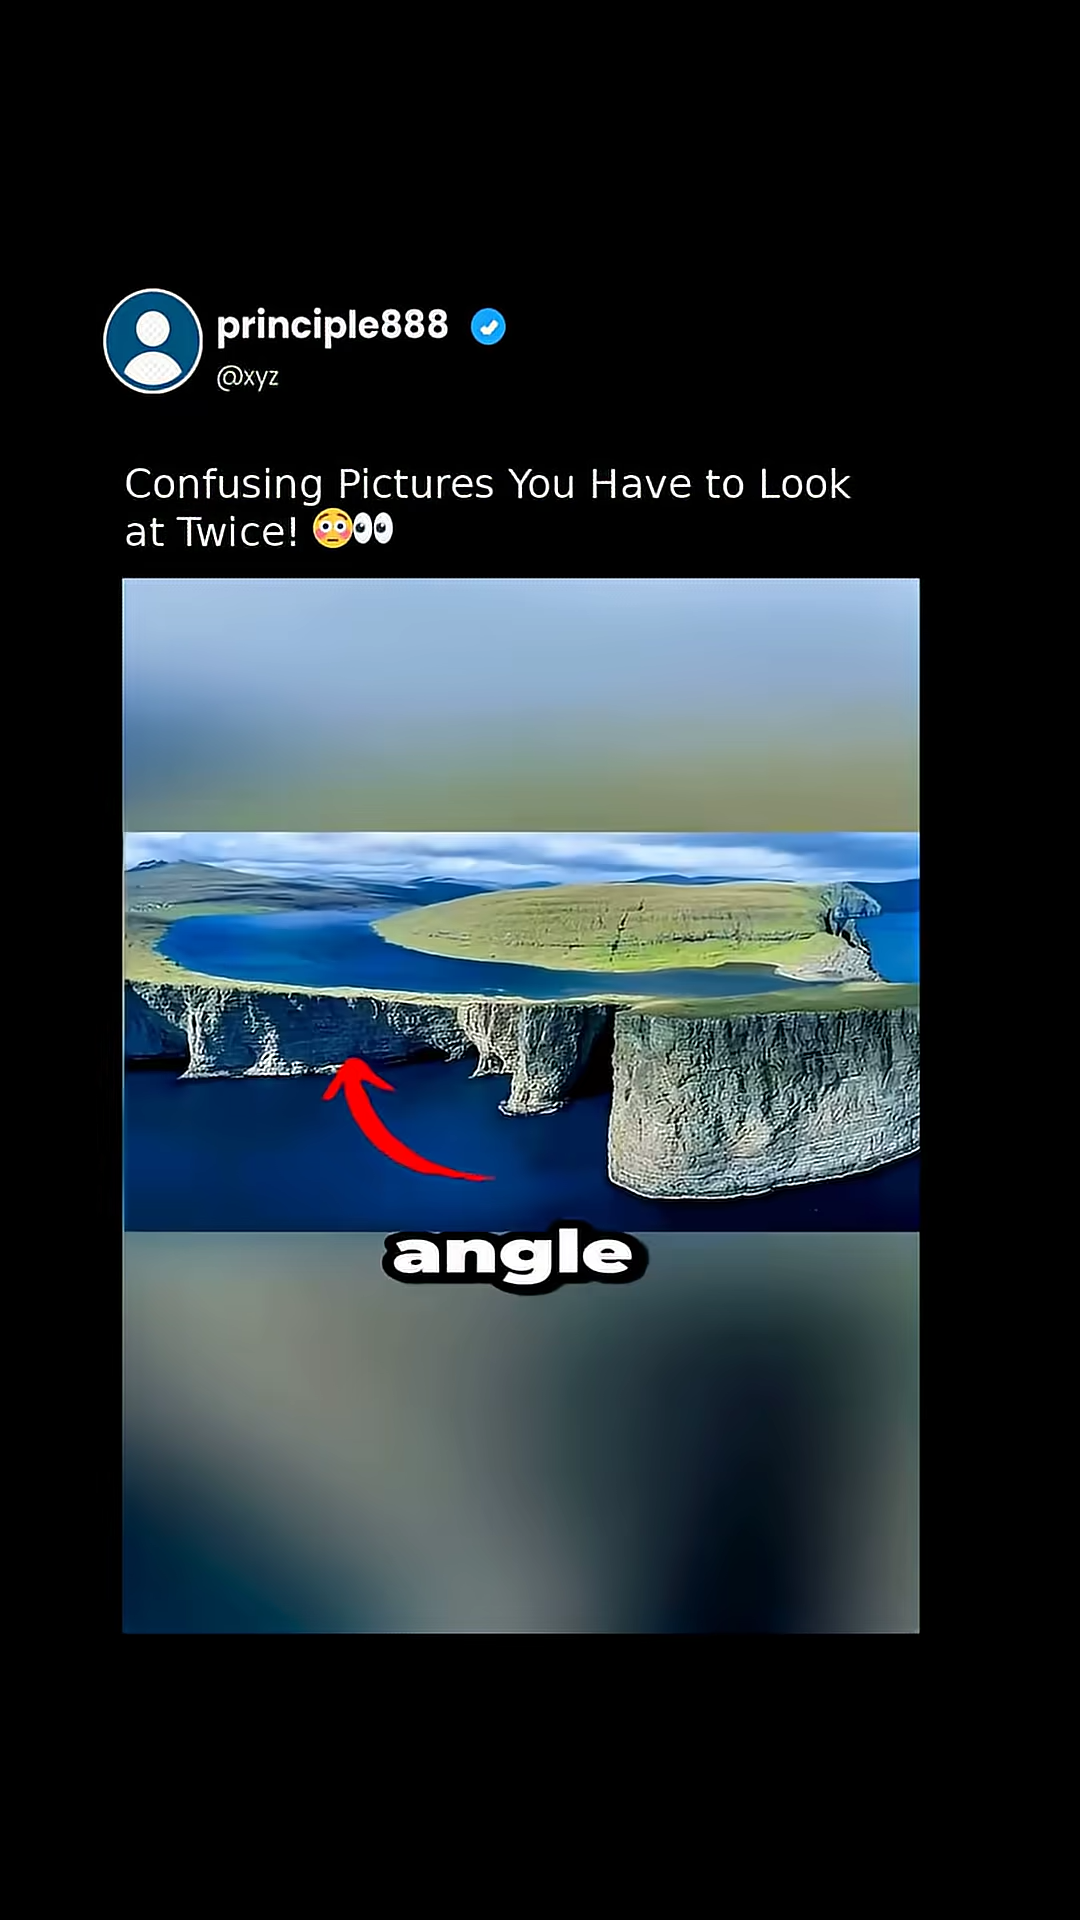 principle888
@xyz
Confusing Pictures You Have to Look
at Twice! 😳👀
angle